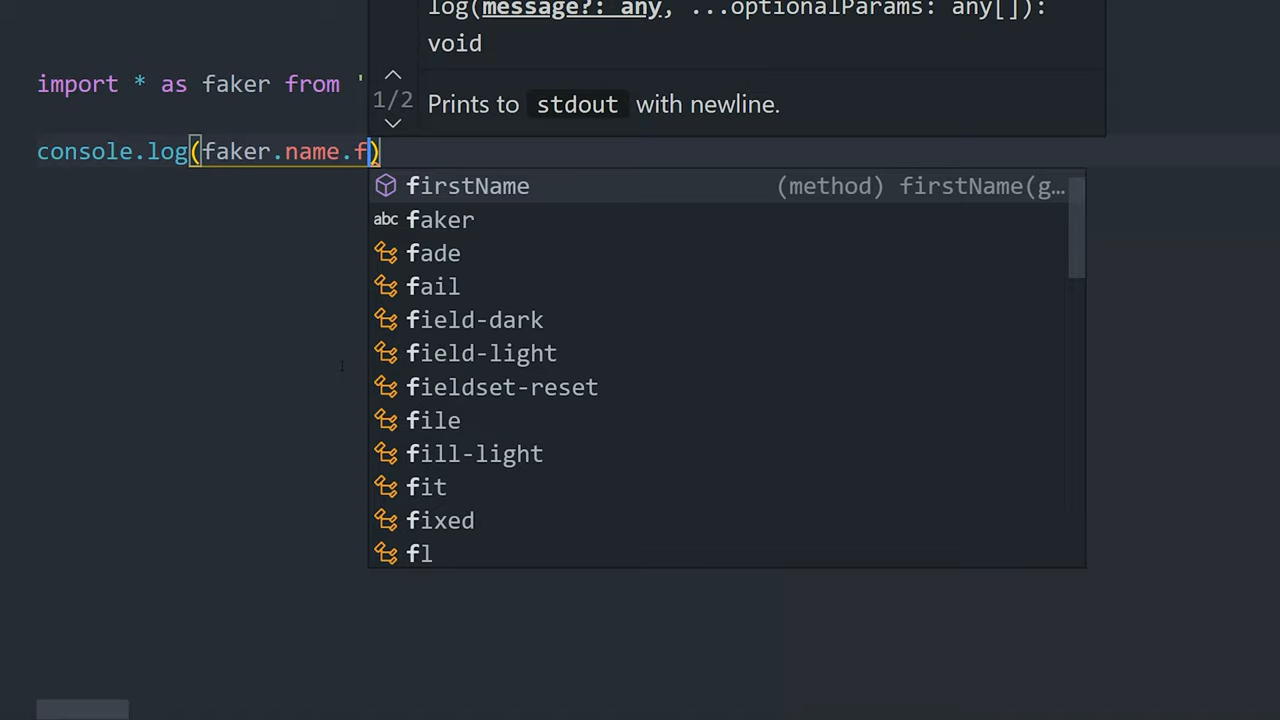 log(message?: any, ...optionalParams: any[]):
void
import * as faker from '
1/2
Prints to stdout with newline.
console.log(faker.name.f)
firstName (method) firstName(g…
abc faker
fade
fail
field-dark
field-light
fieldset-reset
file
fill-light
fit
fixed
fl